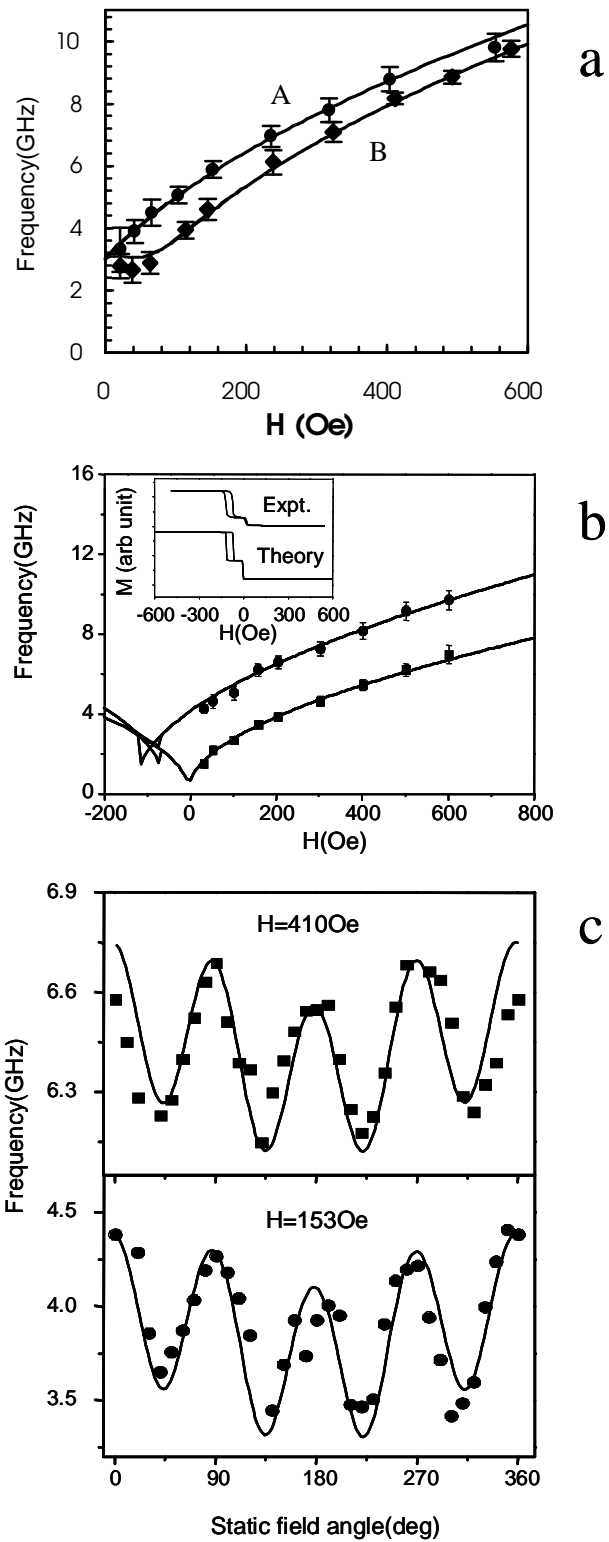 a
10
8
6
4
2
0
Frequency(GHz)
A
B
0
200
400
600
H (Oe)
b
16
12
8
4
0
Frequency(GHz)
M (arb unit)
Expt.
Theory
-600 -300 0 300 600
H(Oe)
-200 0 200 400 600 800
H(Oe)
c
6.9
6.6
6.3
H=410Oe
Frequency(GHz)
4.5
4.0
3.5
H=153Oe
0 90 180 270 360
Static field angle(deg)